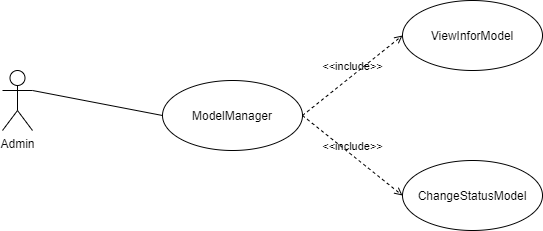 ViewInforModel
<<include>>
ModelManager
Admin
<<include>>
ChangeStatusModel